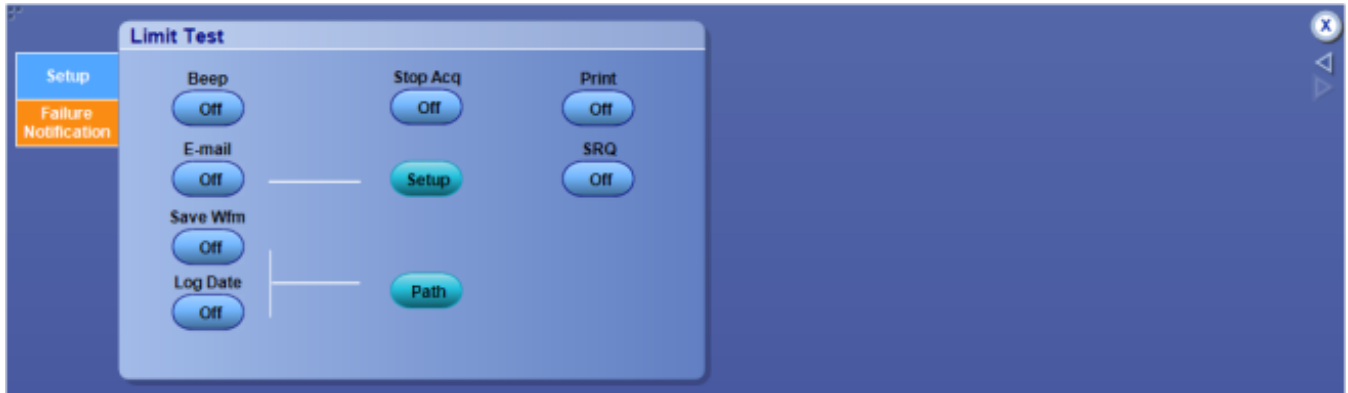 Limit Test
X
Setup
Failure
Notification
Beep
Off
Stop Acq
Off
Print
Off
E-mail
Off
Setup
SRQ
Off
Save Wfm
Off
Log Date
Off
Path